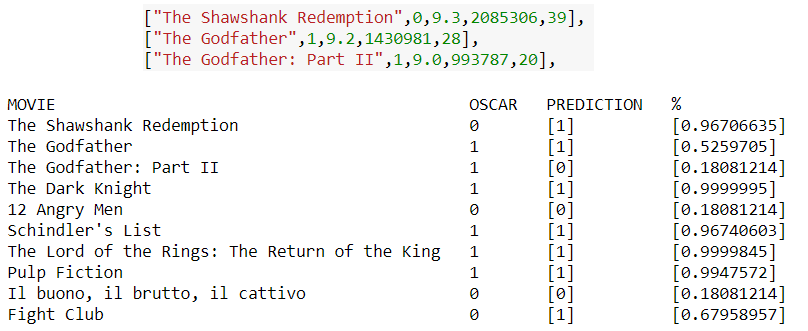 ["The Shawshank Redemption",0,9.3,2085306,39],
["The Godfather",1,9.2,1430981,28],
["The Godfather: Part II",1,9.0,993787,20],
MOVIE OSCAR PREDICTION %
The Shawshank Redemption 0 [1] [0.96706635]
The Godfather 1 [1] [0.5259705]
The Godfather: Part II 1 [0] [0.18081214]
The Dark Knight 1 [1] [0.9999995]
12 Angry Men 0 [0] [0.18081214]
Schindler's List 1 [1] [0.96740603]
The Lord of the Rings: The Return of the King 1 [1] [0.9999845]
Pulp Fiction 1 [1] [0.9947572]
Il buono, il brutto, il cattivo 0 [0] [0.18081214]
Fight Club 0 [1] [0.67958957]